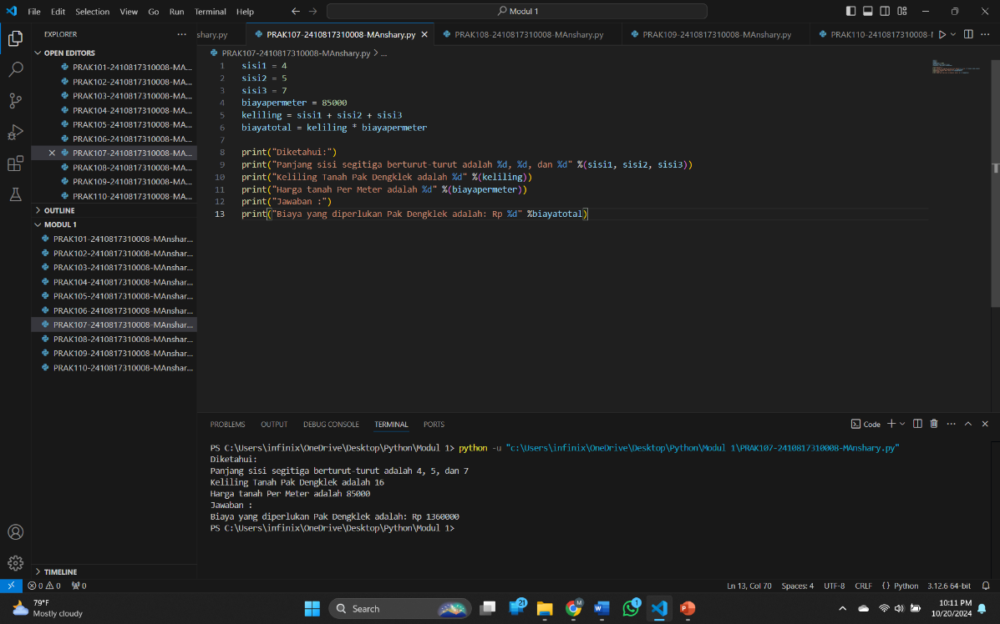 File Edit Selection View Go Run Terminal Help
Modul 1
EXPLORER
shary.py
PRAK107-2410817310008-MAnshary.py
PRAK108-2410817310008-MAnshary.py
PRAK109-2410817310008-MAnshary.py
PRAK110-2410817310008-M
OPEN EDITORS
PRAK101-2410817310008-MA...
PRAK102-2410817310008-MA...
PRAK103-2410817310008-MA...
PRAK104-2410817310008-MA...
PRAK105-2410817310008-MA...
PRAK106-2410817310008-MA...
PRAK107-2410817310008-MA...
PRAK108-2410817310008-MA...
PRAK109-2410817310008-MA...
PRAK110-2410817310008-MA...
OUTLINE
MODUL 1
PRAK101-2410817310008-MAnshar...
PRAK102-2410817310008-MAnshar...
PRAK103-2410817310008-MAnshar...
PRAK104-2410817310008-MAnshar...
PRAK105-2410817310008-MAnshar...
PRAK106-2410817310008-MAnshar...
PRAK107-2410817310008-MAnshar...
PRAK108-2410817310008-MAnshar...
PRAK109-2410817310008-MAnshar...
PRAK110-2410817310008-MAnshar...
TIMELINE
PRAK107-2410817310008-MAnshary.py > ...
1 sisi1 = 4
2 sisi2 = 5
3 sisi3 = 7
4 biayapermeter = 85000
5 keliling = sisi1 + sisi2 + sisi3
6 biayatotal = keliling * biayapermeter
7
8 print("Diketahui:")
9 print("Panjang sisi segitiga berturut-turut adalah %d, %d, dan %d" %(sisi1, sisi2, sisi3))
10 print("Keliling Tanah Pak Dengklek adalah %d" %(keliling))
11 print("Harga tanah Per Meter adalah %d" %(biayapermeter))
12 print("Jawaban :")
13 print("Biaya yang diperlukan Pak Dengklek adalah: Rp %d" %biayatotal)
PROBLEMS OUTPUT DEBUG CONSOLE TERMINAL PORTS
Code
PS C:\Users\infinix\OneDrive\Desktop\Python\Modul 1> python -u "c:\Users\infinix\OneDrive\Desktop\Python\Modul 1\PRAK107-2410817310008-MAnshary.py"
Diketahui:
Panjang sisi segitiga berturut-turut adalah 4, 5, dan 7
Keliling Tanah Pak Dengklek adalah 16
Harga tanah Per Meter adalah 85000
Jawaban :
Biaya yang diperlukan Pak Dengklek adalah: Rp 1360000
PS C:\Users\infinix\OneDrive\Desktop\Python\Modul 1>
0 0 0
Ln 13, Col 70 Spaces: 4 UTF-8 CRLF {} Python 3.12.6 64-bit
79°F
Mostly cloudy
Search
21
M
1
10:11 PM
10/20/2024